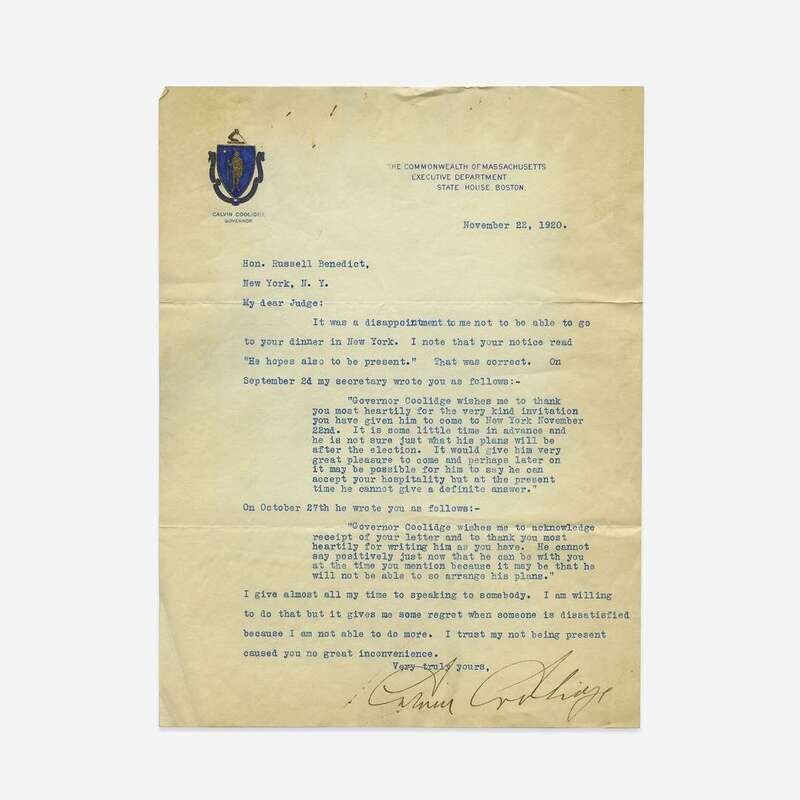 THE COMMONWEALTH OF MASSACHUSETTS
EXECUTIVE DEPARTMENT
STATE HOUSE, BOSTON.
CALVIN COOLIDGE
GOVERNOR
November 22, 1920.
Hon. Russell Benedict,
New York, N. Y.
My dear Judge:
It was a disappointment to me not to be able to go
to your dinner in New York. I note that your notice read
"He hopes also to be present." That was correct. On
September 2d my secretary wrote you as follows:-
"Governor Coolidge wishes me to thank
you most heartily for the very kind invitation
you have given him to come to New York November
22nd. It is some little time in advance and
he is not sure just what his plans will be
after the election. It would give him very
great pleasure to come and perhaps later on
it may be possible for him to say he can
accept your hospitality but at the present
time he cannot give a definite answer."
On October 27th he wrote you as follows:-
"Governor Coolidge wishes me to acknowledge
receipt of your letter and to thank you most
heartily for writing him as you have. He cannot
say positively just now that he can be with you
at the time you mention because it may be that he
will not be able to so arrange his plans."
I give almost all my time to speaking to somebody. I am willing
to do that but it gives me some regret when someone is dissatisfied
because I am not able to do more. I trust my not being present
caused you no great inconvenience.
Very truly yours,
Calvin Coolidge